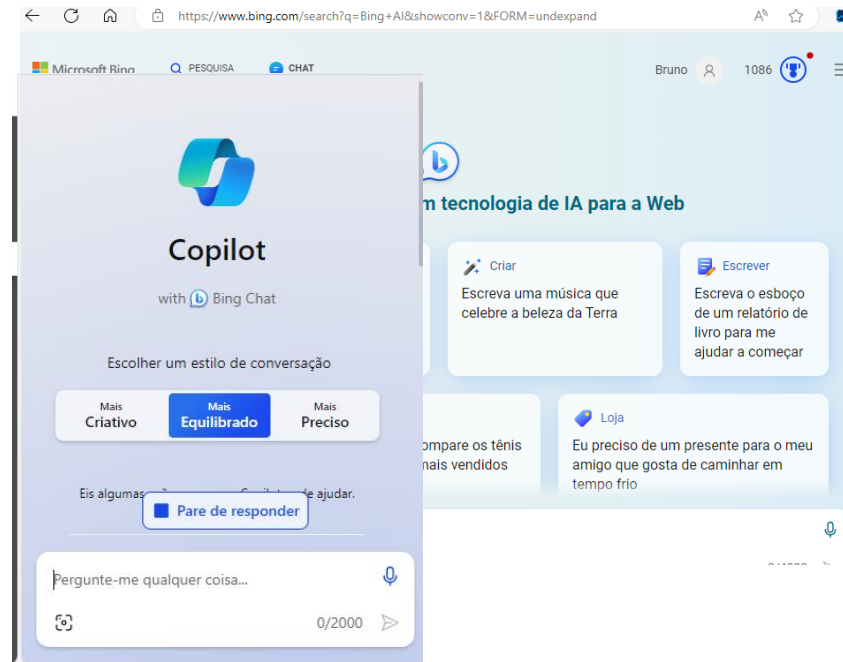 https://www.bing.com/search?q=Bing+AI&showconv=1&FORM=undexpand
Microsoft Bing
PESQUISA
CHAT
Bruno
1086
Copilot
with Bing Chat
Escolher um estilo de conversação
Mais
Criativo
Mais
Equilibrado
Mais
Preciso
Eis algumas
de ajudar.
Pare de responder
Pergunte-me qualquer coisa...
0/2000
tecnologia de IA para a Web
Criar
Escreva uma música que
celebre a beleza da Terra
Escrever
Escreva o esboço
de um relatório de
livro para me
ajudar a começar
os tênis
mais vendidos
Loja
Eu preciso de um presente para o meu
amigo que gosta de caminhar em
tempo frio